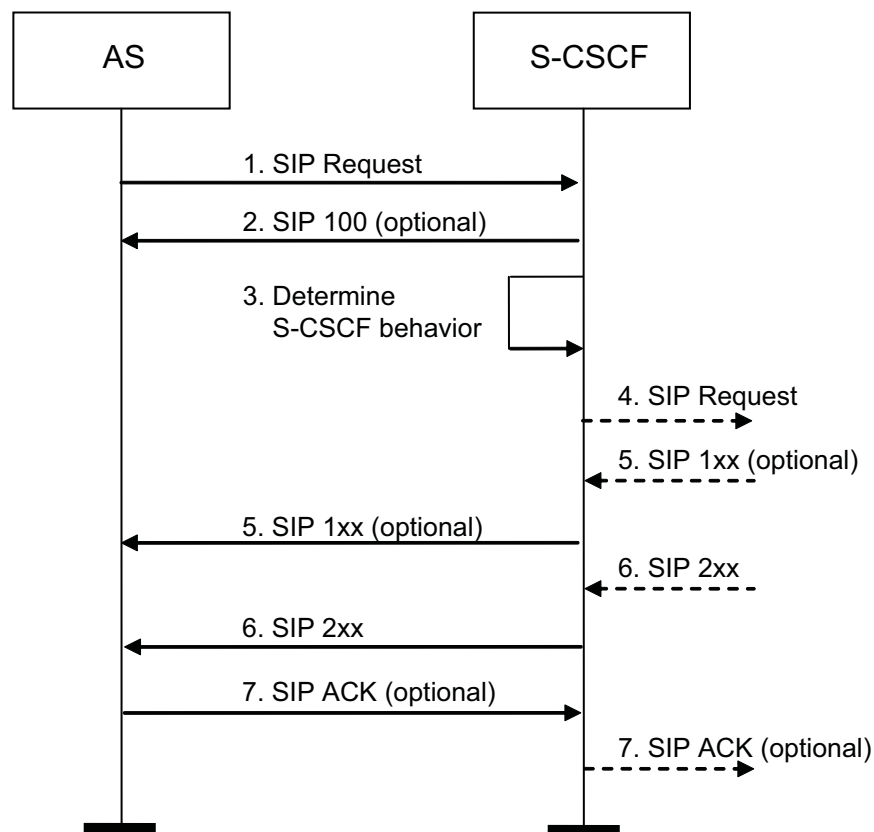 AS
S-CSCF
1. SIP Request
2. SIP 100 (optional)
3. Determine
S-CSCF behavior
4. SIP Request
5. SIP 1xx (optional)
5. SIP 1xx (optional)
6. SIP 2xx
6. SIP 2xx
7. SIP ACK (optional)
7. SIP ACK (optional)